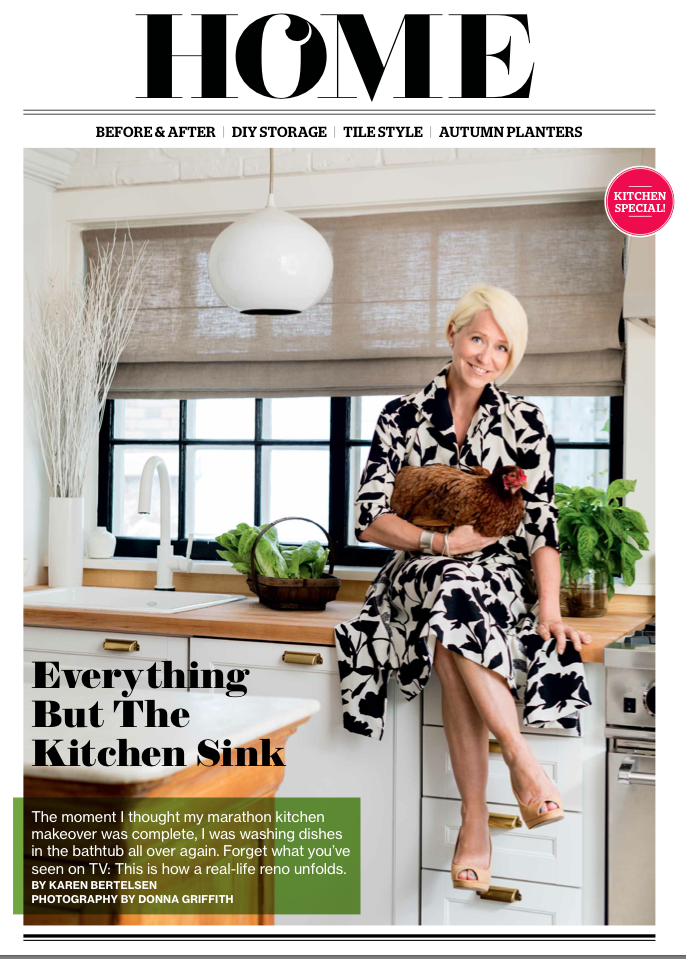 HOME
BEFORE & AFTER | DIY STORAGE | TILE STYLE | AUTUMN PLANTERS
KITCHEN
SPECIAL!
Everything
But The
Kitchen Sink
The moment I thought my marathon kitchen
makeover was complete, I was washing dishes
in the bathtub all over again. Forget what you've
seen on TV: This is how a real-life reno unfolds.
BY KAREN BERTELSEN
PHOTOGRAPHY BY DONNA GRIFFITH